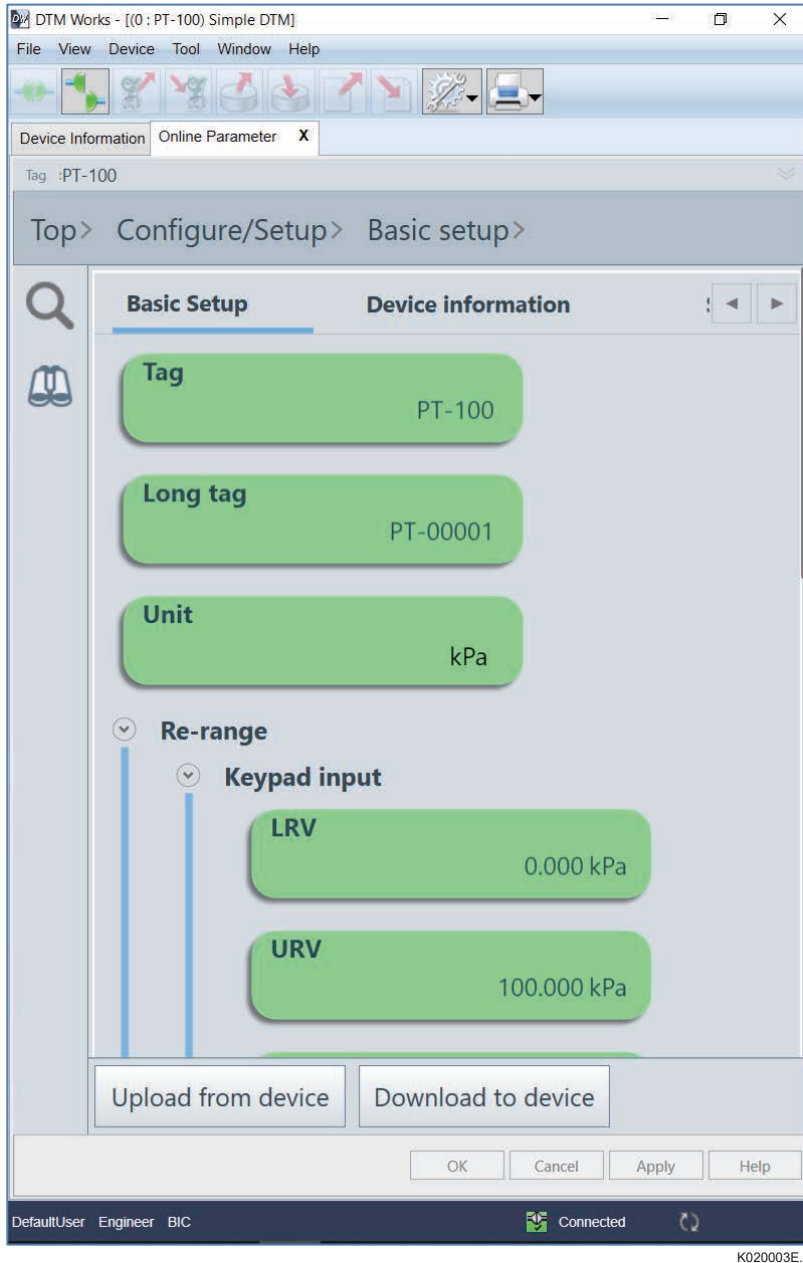 DTM Works - [(0 : PT-100) Simple DTM]
File View Device Tool Window Help
Device Information Online Parameter X
Tag :PT-100
Top> Configure/Setup> Basic setup>
Basic Setup Device information
Tag
PT-100
Long tag
PT-00001
Unit
kPa
Re-range
Keypad input
LRV
0.000 kPa
URV
100.000 kPa
Upload from device Download to device
OK Cancel Apply Help
DefaultUser Engineer BIC Connected
K020003E.